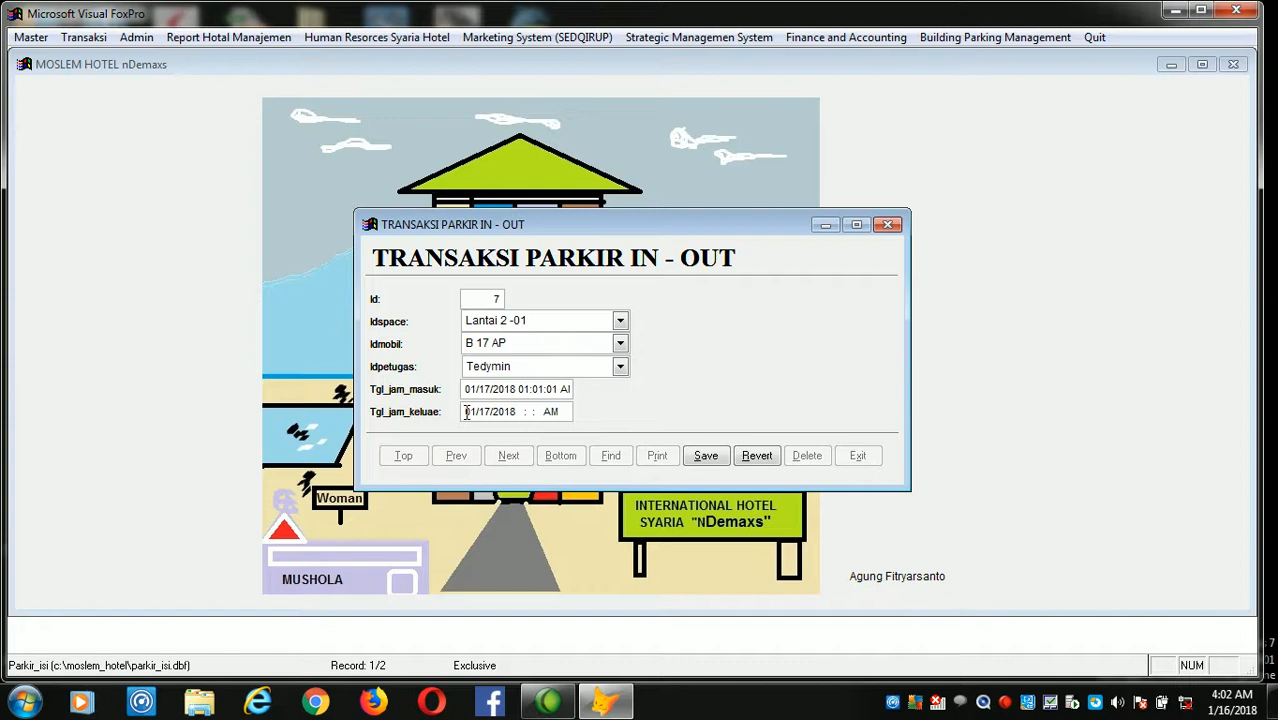 Microsoft Visual FoxPro
Master Transaksi Admin Report Hotal Manajemen Human Resorces Syaria Hotel Marketing System (SEDQIRUP) Strategic Managemen System Finance and Accounting Building Parking Management Quit
MOSLEM HOTEL nDemaxs
TRANSAKSI PARKIR IN - OUT
TRANSAKSI PARKIR IN - OUT
Id: 7
Idspace: Lantai 2 -01
Idmobil: B 17 AP
Idpetugas: Tedymin
Tgl_jam_masuk: 01/17/2018 01:01:01 AI
Tgl_jam_keluae: 01/17/2018 : : AM
Top Prev Next Bottom Find Print Save Revert Delete Exit
Woman
INTERNATIONAL HOTEL
SYARIA "NDemaxs"
MUSHOLA
Agung Fitryarsanto
Parkir_isi (c:\moslem_hotel\parkir_isi.dbf) Record: 1/2 Exclusive NUM
4:02 AM
1/16/2018